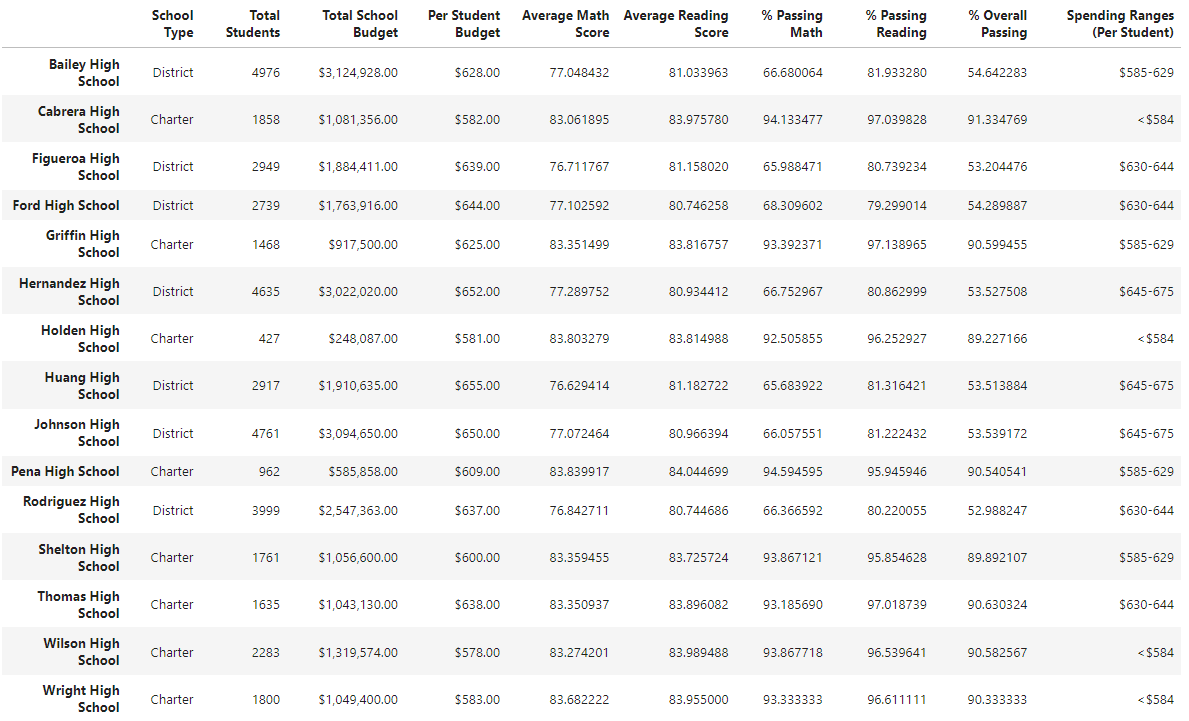 School Type Total Students Total School Budget Per Student Budget Average Math Score Average Reading Score % Passing Math % Passing Reading % Overall Passing Spending Ranges (Per Student)
Bailey High School District 4976 $3,124,928.00 $628.00 77.048432 81.033963 66.680064 81.933280 54.642283 $585-629
Cabrera High School Charter 1858 $1,081,356.00 $582.00 83.061895 83.975780 94.133477 97.039828 91.334769 <$584
Figueroa High School District 2949 $1,884,411.00 $639.00 76.711767 81.158020 65.988471 80.739234 53.204476 $630-644
Ford High School District 2739 $1,763,916.00 $644.00 77.102592 80.746258 68.309602 79.299014 54.289887 $630-644
Griffin High School Charter 1468 $917,500.00 $625.00 83.351499 83.816757 93.392371 97.138965 90.599455 $585-629
Hernandez High School District 4635 $3,022,020.00 $652.00 77.289752 80.934412 66.752967 80.862999 53.527508 $645-675
Holden High School Charter 427 $248,087.00 $581.00 83.803279 83.814988 92.505855 96.252927 89.227166 <$584
Huang High School District 2917 $1,910,635.00 $655.00 76.629414 81.182722 65.683922 81.316421 53.513884 $645-675
Johnson High School District 4761 $3,094,650.00 $650.00 77.072464 80.966394 66.057551 81.222432 53.539172 $645-675
Pena High School Charter 962 $585,858.00 $609.00 83.839917 84.044699 94.594595 95.945946 90.540541 $585-629
Rodriguez High School District 3999 $2,547,363.00 $637.00 76.842711 80.744686 66.366592 80.220055 52.988247 $630-644
Shelton High School Charter 1761 $1,056,600.00 $600.00 83.359455 83.725724 93.867121 95.854628 89.892107 $585-629
Thomas High School Charter 1635 $1,043,130.00 $638.00 83.350937 83.896082 93.185690 97.018739 90.630324 $630-644
Wilson High School Charter 2283 $1,319,574.00 $578.00 83.274201 83.989488 93.867718 96.539641 90.582567 <$584
Wright High School Charter 1800 $1,049,400.00 $583.00 83.682222 83.955000 93.333333 96.611111 90.333333 <$584